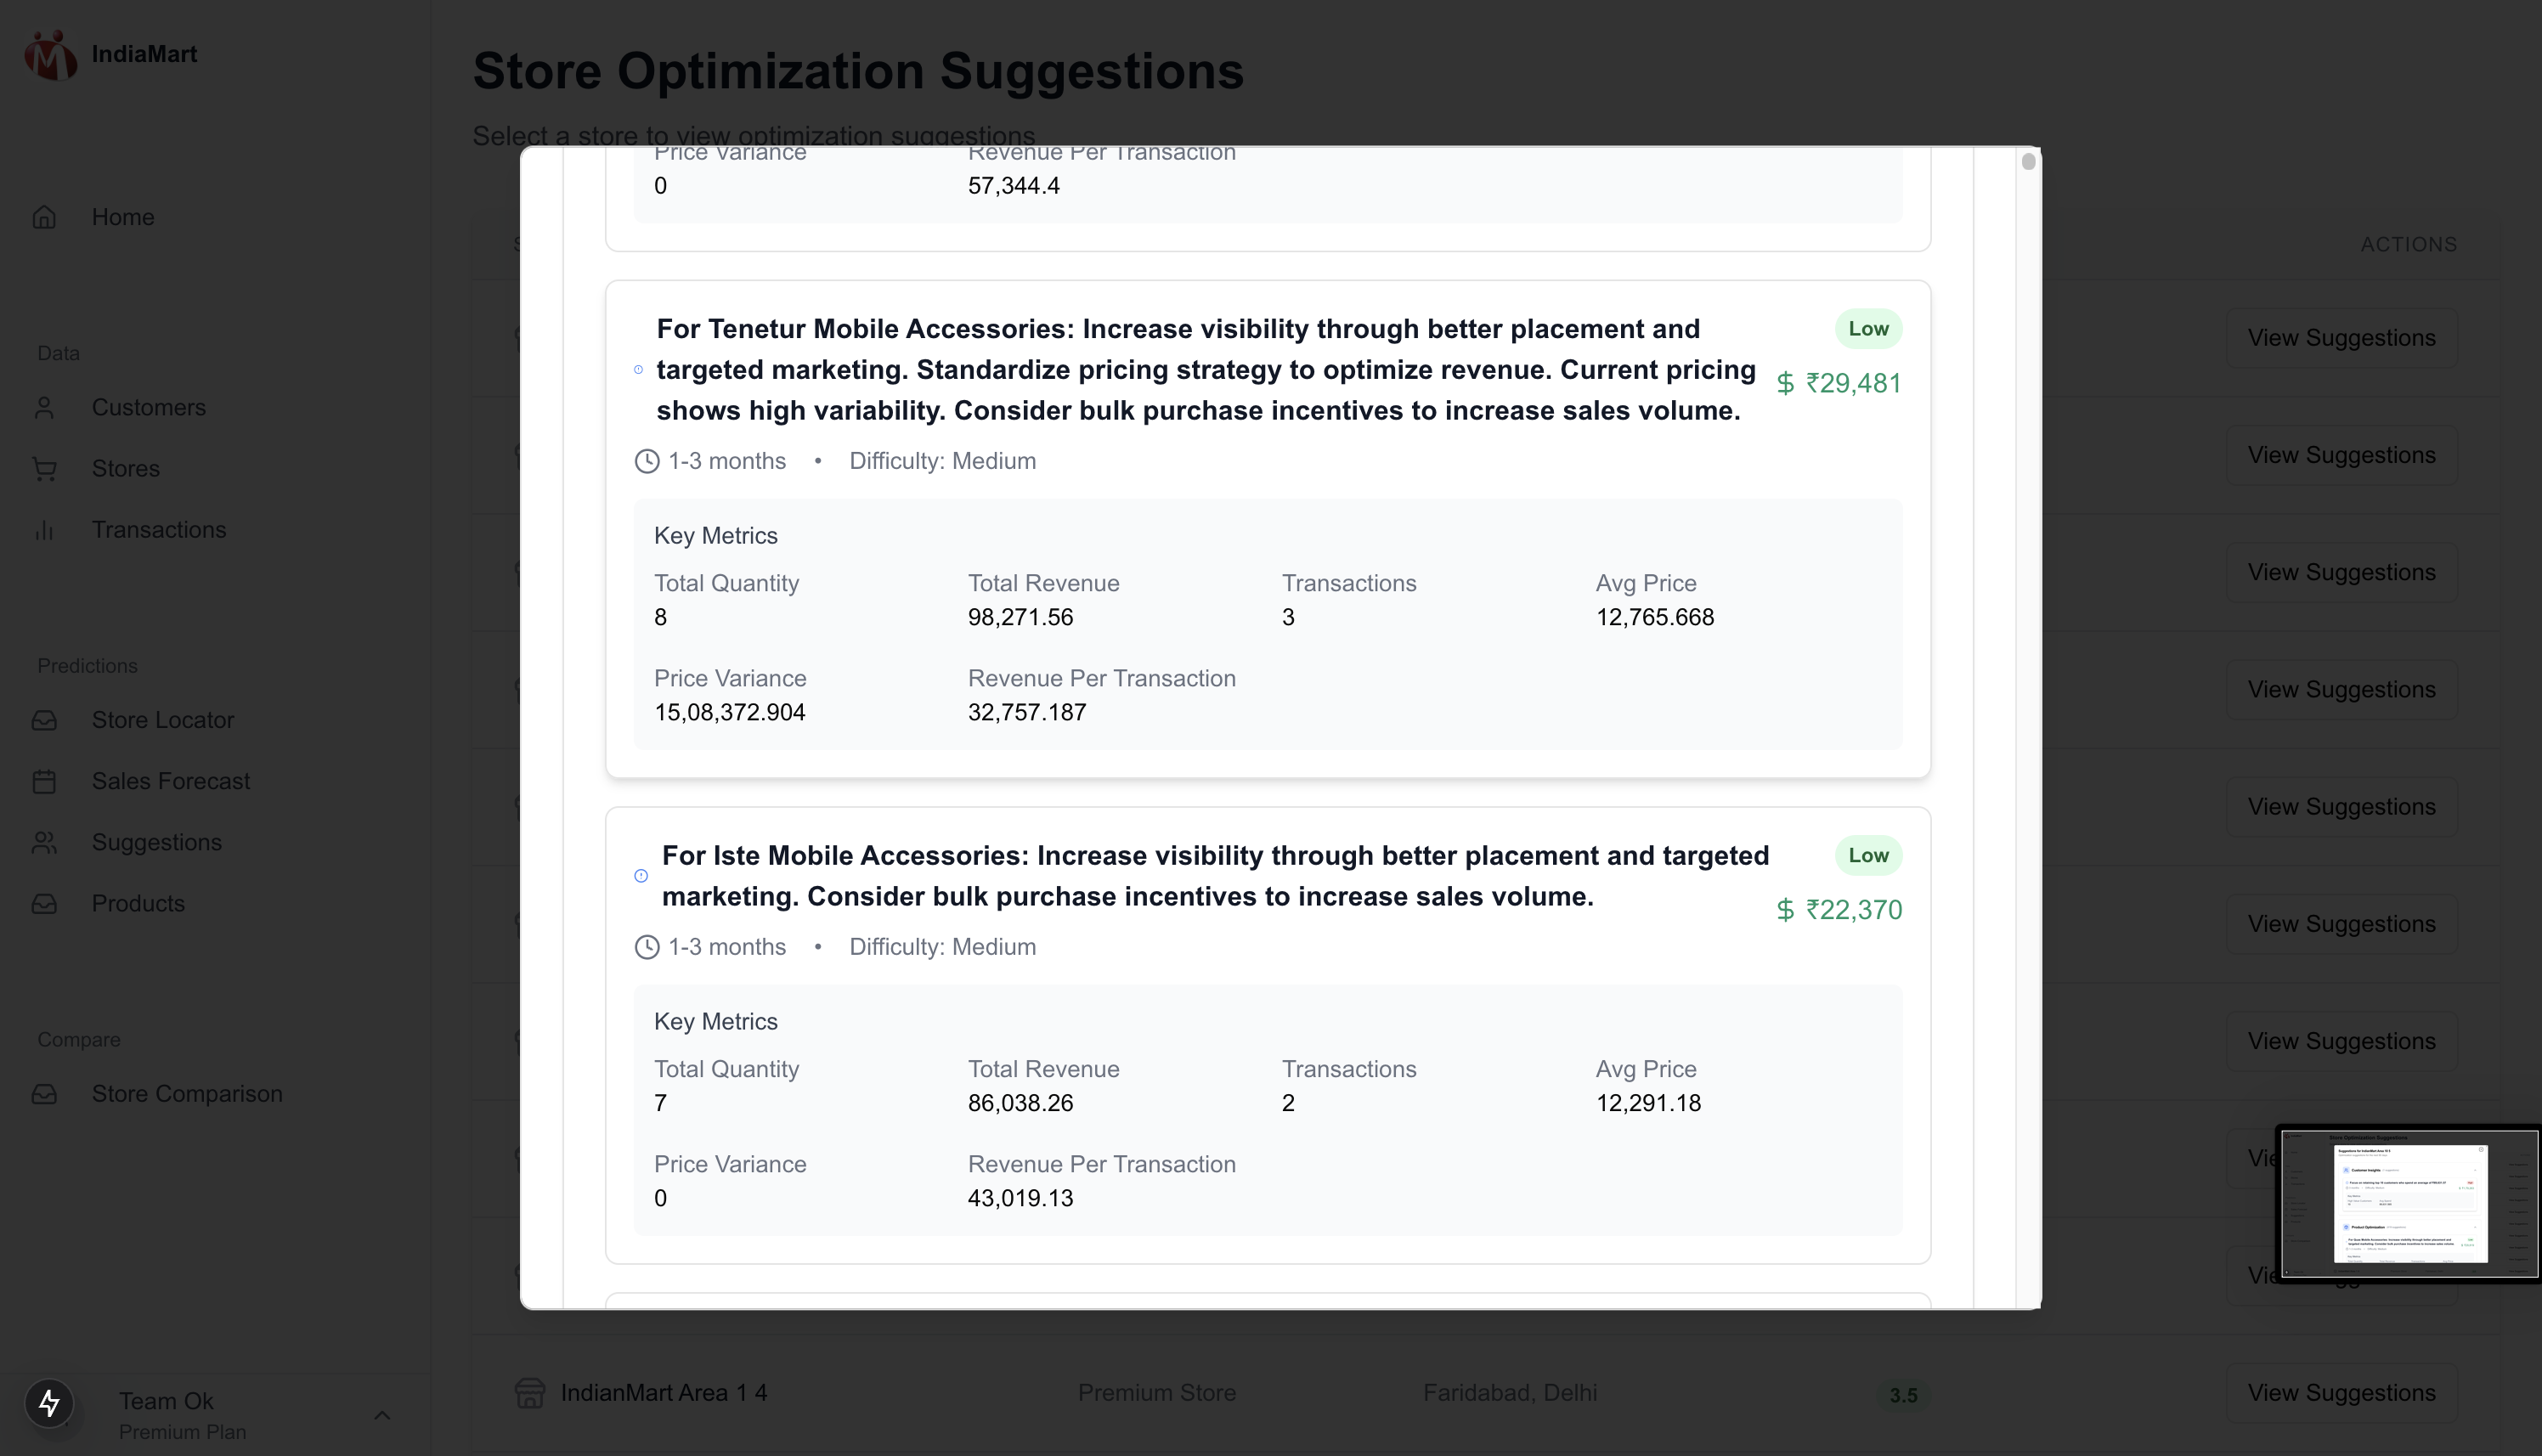 IndiaMart
Home
Data
Customers
Stores
Transactions
Predictions
Store Locator
Sales Forecast
Suggestions
Products
Compare
Store Comparison
Team Ok
Premium Plan
Store Optimization Suggestions
Select a store to view optimization suggestions
ACTIONS
View Suggestions
View Suggestions
View Suggestions
View Suggestions
View Suggestions
View Suggestions
View Suggestions
Price Variance Revenue Per Transaction
0 57,344.4
For Tenetur Mobile Accessories: Increase visibility through better placement and
targeted marketing. Standardize pricing strategy to optimize revenue. Current pricing
shows high variability. Consider bulk purchase incentives to increase sales volume.
Low
$ ₹29,481
1-3 months • Difficulty: Medium
Key Metrics
Total Quantity Total Revenue Transactions Avg Price
8 98,271.56 3 12,765.668
Price Variance Revenue Per Transaction
15,08,372.904 32,757.187
For Iste Mobile Accessories: Increase visibility through better placement and targeted
marketing. Consider bulk purchase incentives to increase sales volume.
Low
$ ₹22,370
1-3 months • Difficulty: Medium
Key Metrics
Total Quantity Total Revenue Transactions Avg Price
7 86,038.26 2 12,291.18
Price Variance Revenue Per Transaction
0 43,019.13
IndianMart Area 1 4 Premium Store Faridabad, Delhi 3.5 View Suggestions